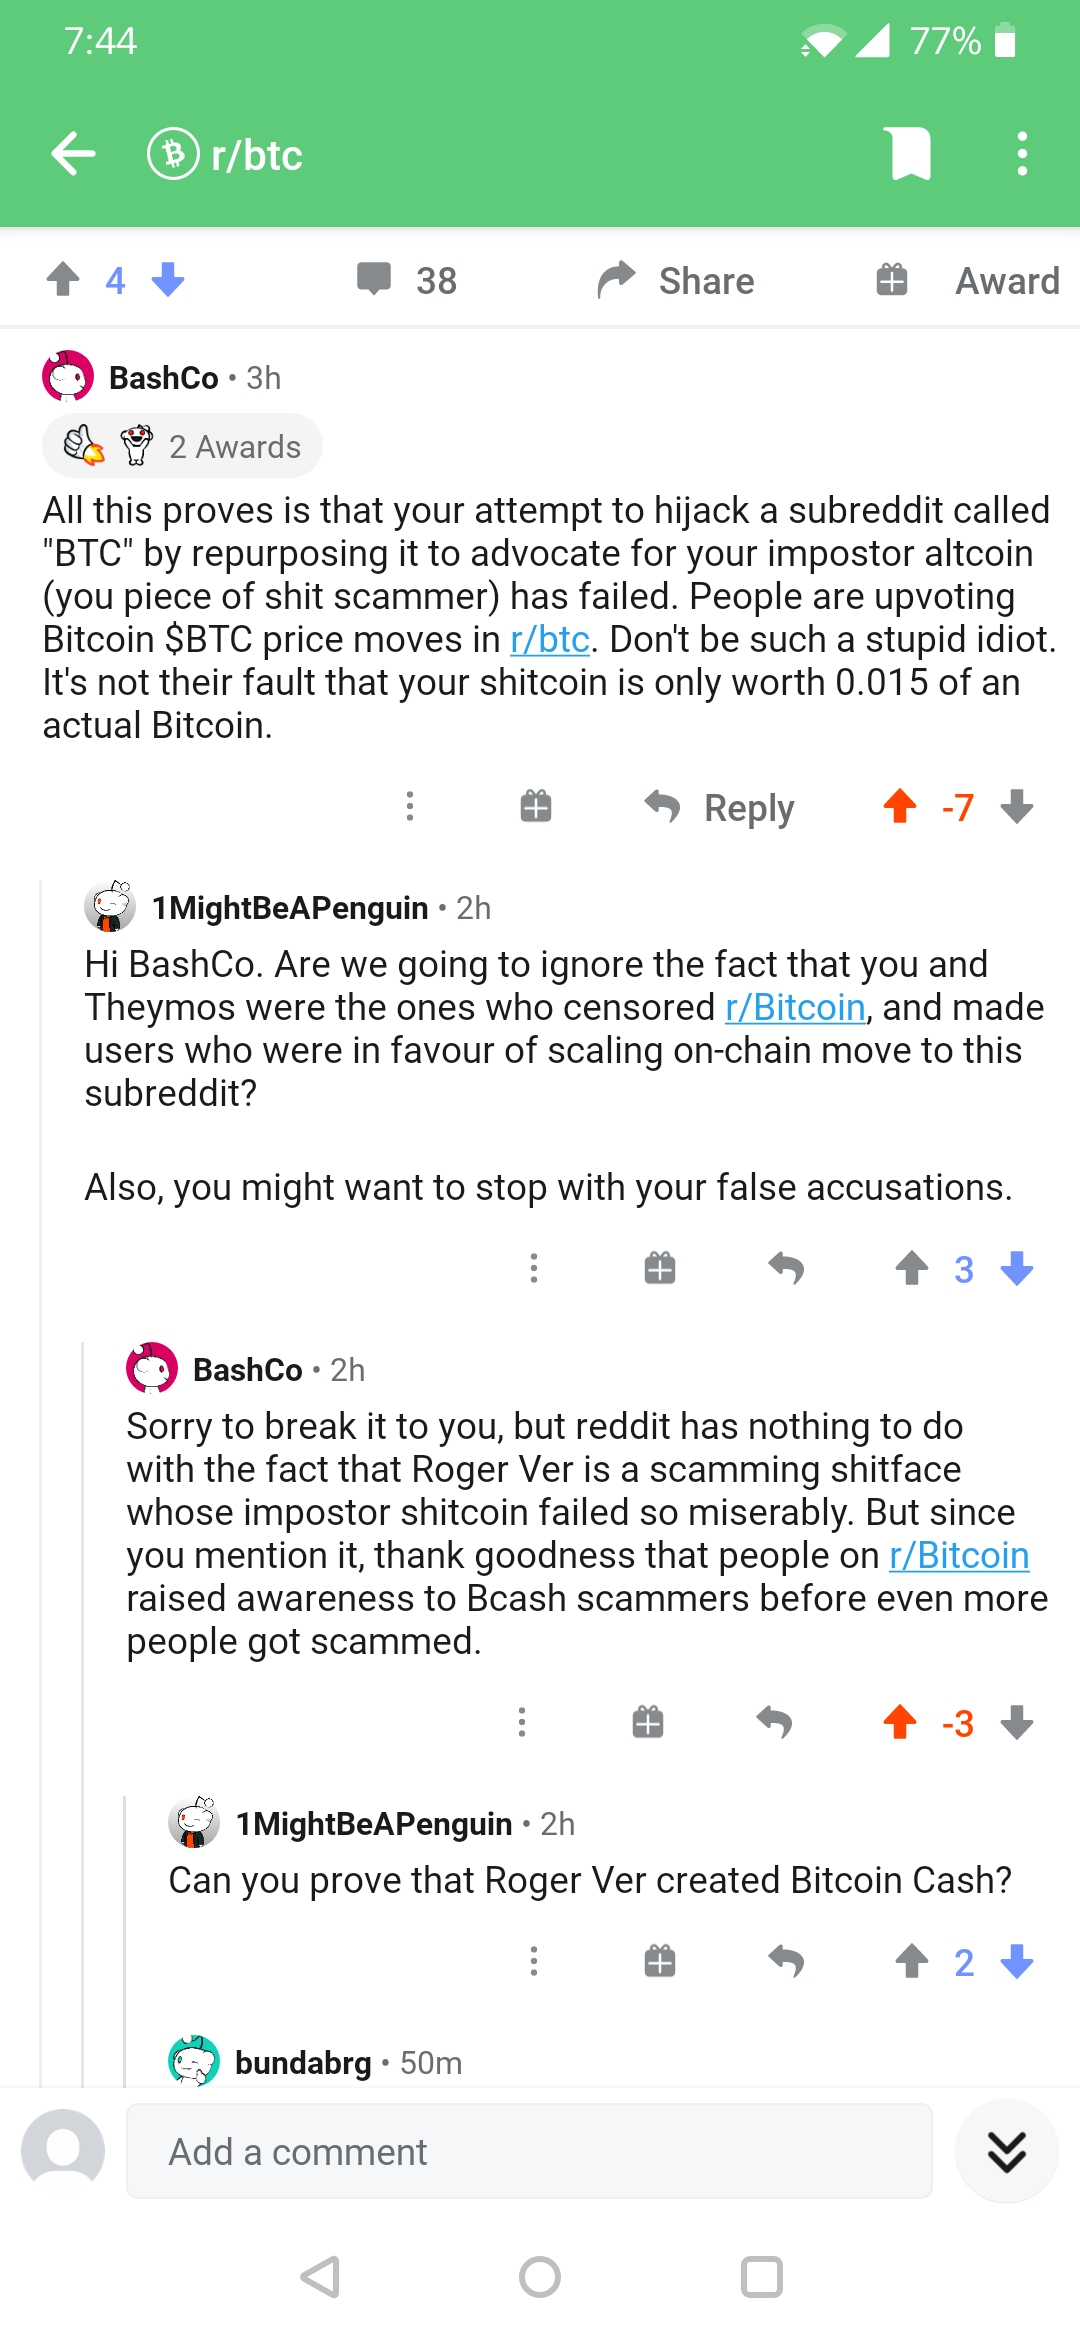 7:44
77%
r/btc
4
38
Share
Award
BashCo • 3h
2 Awards
All this proves is that your attempt to hijack a subreddit called
"BTC" by repurposing it to advocate for your impostor altcoin
(you piece of shit scammer) has failed. People are upvoting
Bitcoin $BTC price moves in r/btc. Don't be such a stupid idiot.
It's not their fault that your shitcoin is only worth 0.015 of an
actual Bitcoin.
Reply
-7
1MightBeAPenguin • 2h
Hi BashCo. Are we going to ignore the fact that you and
Theymos were the ones who censored r/Bitcoin, and made
users who were in favour of scaling on-chain move to this
subreddit?
Also, you might want to stop with your false accusations.
3
BashCo • 2h
Sorry to break it to you, but reddit has nothing to do
with the fact that Roger Ver is a scamming shitface
whose impostor shitcoin failed so miserably. But since
you mention it, thank goodness that people on r/Bitcoin
raised awareness to Bcash scammers before even more
people got scammed.
-3
1MightBeAPenguin • 2h
Can you prove that Roger Ver created Bitcoin Cash?
2
bundabrg • 50m
Add a comment